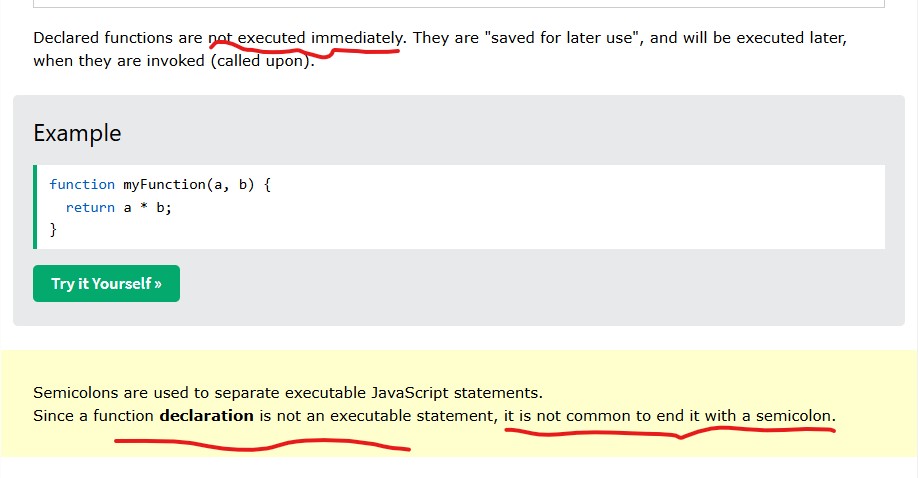 Declared functions are not executed immediately. They are "saved for later use", and will be executed later,
when they are invoked (called upon).
Example
function myFunction(a, b) {
  return a * b;
}
Try it Yourself »
Semicolons are used to separate executable JavaScript statements.
Since a function declaration is not an executable statement, it is not common to end it with a semicolon.